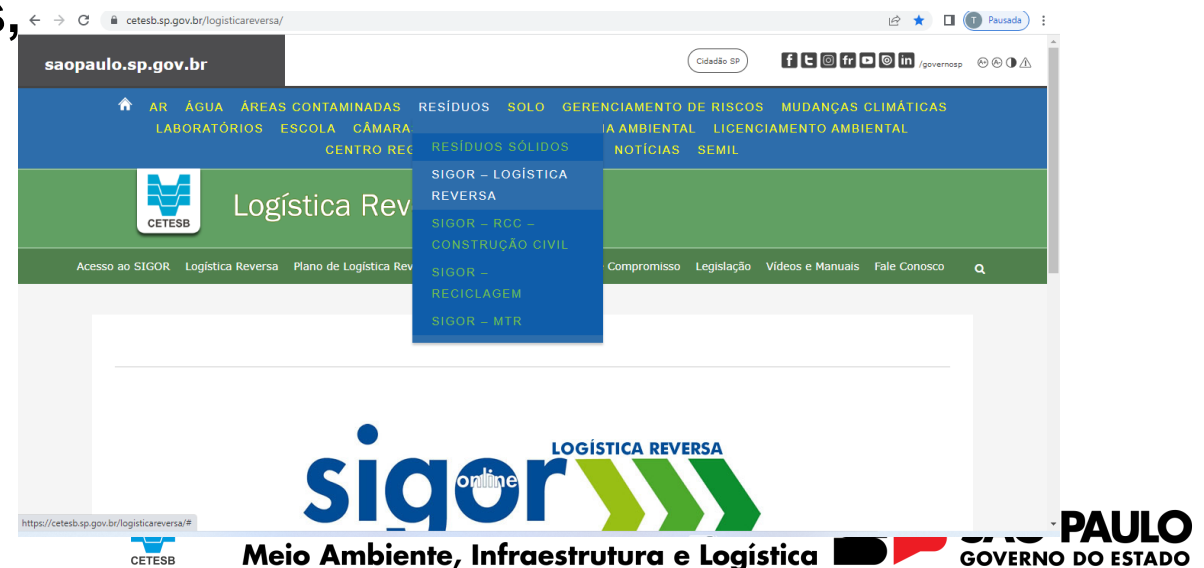 s,
cetesb.sp.gov.br/logisticareversa/
T Pausada
saopaulo.sp.gov.br
Cidadão SP
/governosp
AR ÁGUA ÁREAS CONTAMINADAS RESÍDUOS SOLO GERENCIAMENTO DE RISCOS MUDANÇAS CLIMÁTICAS
LABORATÓRIOS ESCOLA AMBIENTAL LICENCIAMENTO AMBIENTAL
CENTRO NOTÍCIAS SEMIL
RESÍDUOS SÓLIDOS
SIGOR – LOGÍSTICA
REVERSA
SIGOR – RCC –
CONSTRUÇÃO CIVIL
SIGOR –
RECICLAGEM
SIGOR – MTR
CETESB
Logística Rev
Acesso ao SIGOR Logística Reversa Plano de Logística Rev Compromisso Legislação Vídeos e Manuais Fale Conosco
LOGÍSTICA REVERSA
sigor
online
https://cetesb.sp.gov.br/logisticareversa/#
CETESB
Meio Ambiente, Infraestrutura e Logística
SÃO PAULO
GOVERNO DO ESTADO